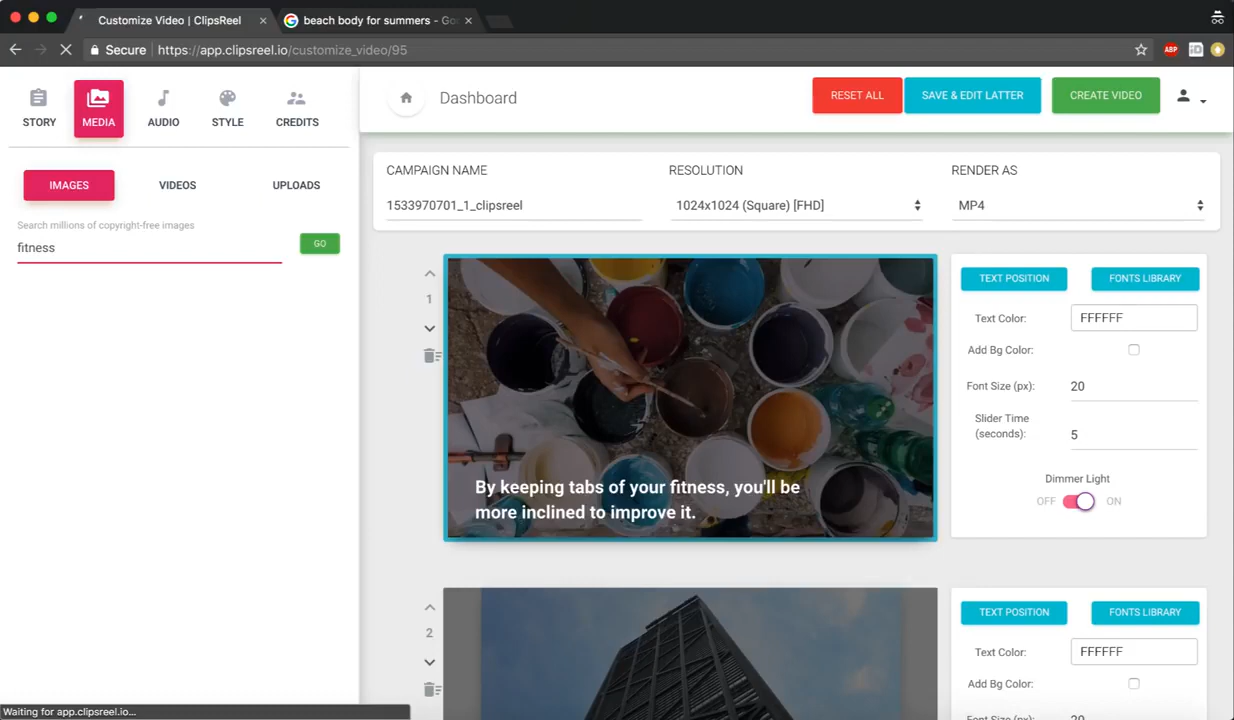 Customize Video | ClipsReel
beach body for summers - Go
Secure
https://app.clipsreel.io/customize_video/95
ABP
STORY
MEDIA
AUDIO
STYLE
CREDITS
Dashboard
RESET ALL
SAVE & EDIT LATTER
CREATE VIDEO
IMAGES
VIDEOS
UPLOADS
Search millions of copyright-free images
fitness
GO
CAMPAIGN NAME
RESOLUTION
RENDER AS
1533970701_1_clipsreel
1024x1024 (Square) [FHD]
MP4
1
By keeping tabs of your fitness, you'll be
more inclined to improve it.
TEXT POSITION
FONTS LIBRARY
Text Color:
FFFFFF
Add Bg Color:
Font Size (px):
20
Slider Time
(seconds):
5
Dimmer Light
OFF
ON
2
TEXT POSITION
FONTS LIBRARY
Text Color:
FFFFFF
Add Bg Color:
Font Size (px):
20
Waiting for app.clipsreel.io...